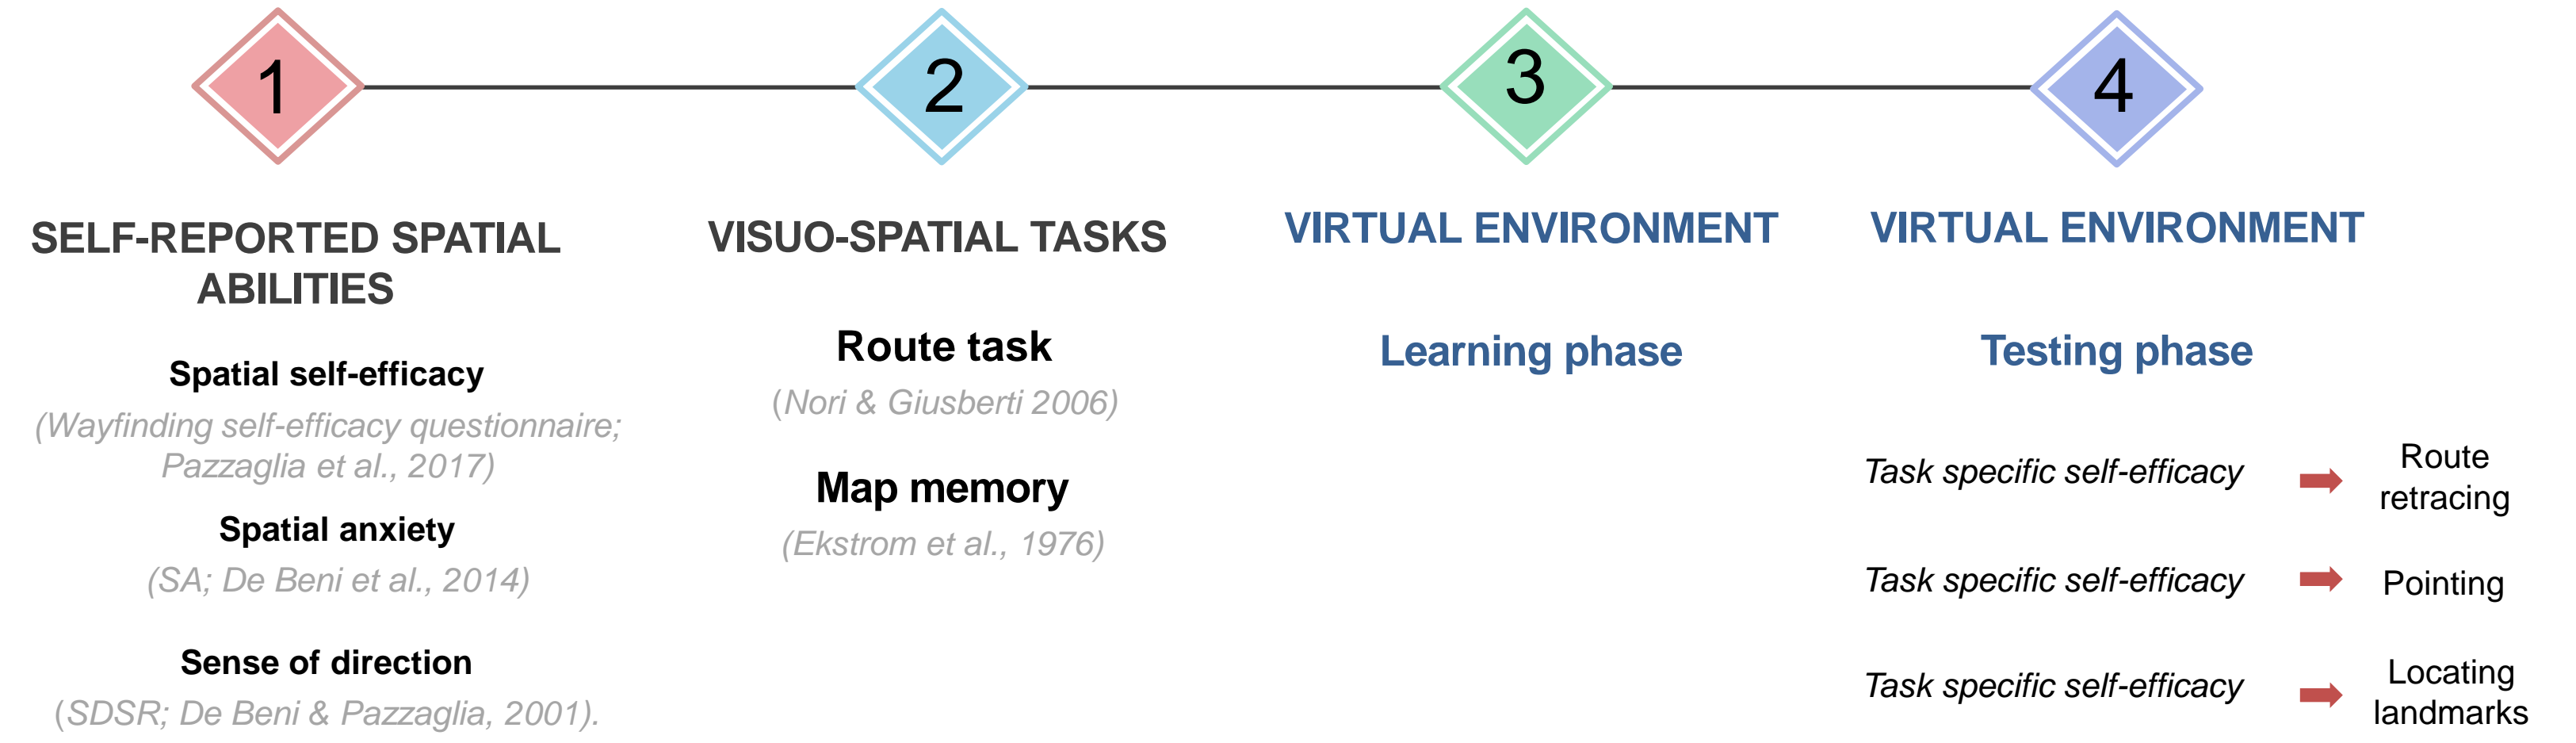 1
SELF-REPORTED SPATIAL
ABILITIES
Spatial self-efficacy
(Wayfinding self-efficacy questionnaire;
Pazzaglia et al., 2017)
Spatial anxiety
(SA; De Beni et al., 2014)
Sense of direction
(SDSR; De Beni & Pazzaglia, 2001).
2
VISUO-SPATIAL TASKS
Route task
(Nori & Giusberti 2006)
Map memory
(Ekstrom et al., 1976)
3
VIRTUAL ENVIRONMENT
Learning phase
4
VIRTUAL ENVIRONMENT
Testing phase
Task specific self-efficacy
Route
retracing
Task specific self-efficacy
Pointing
Task specific self-efficacy
Locating
landmarks